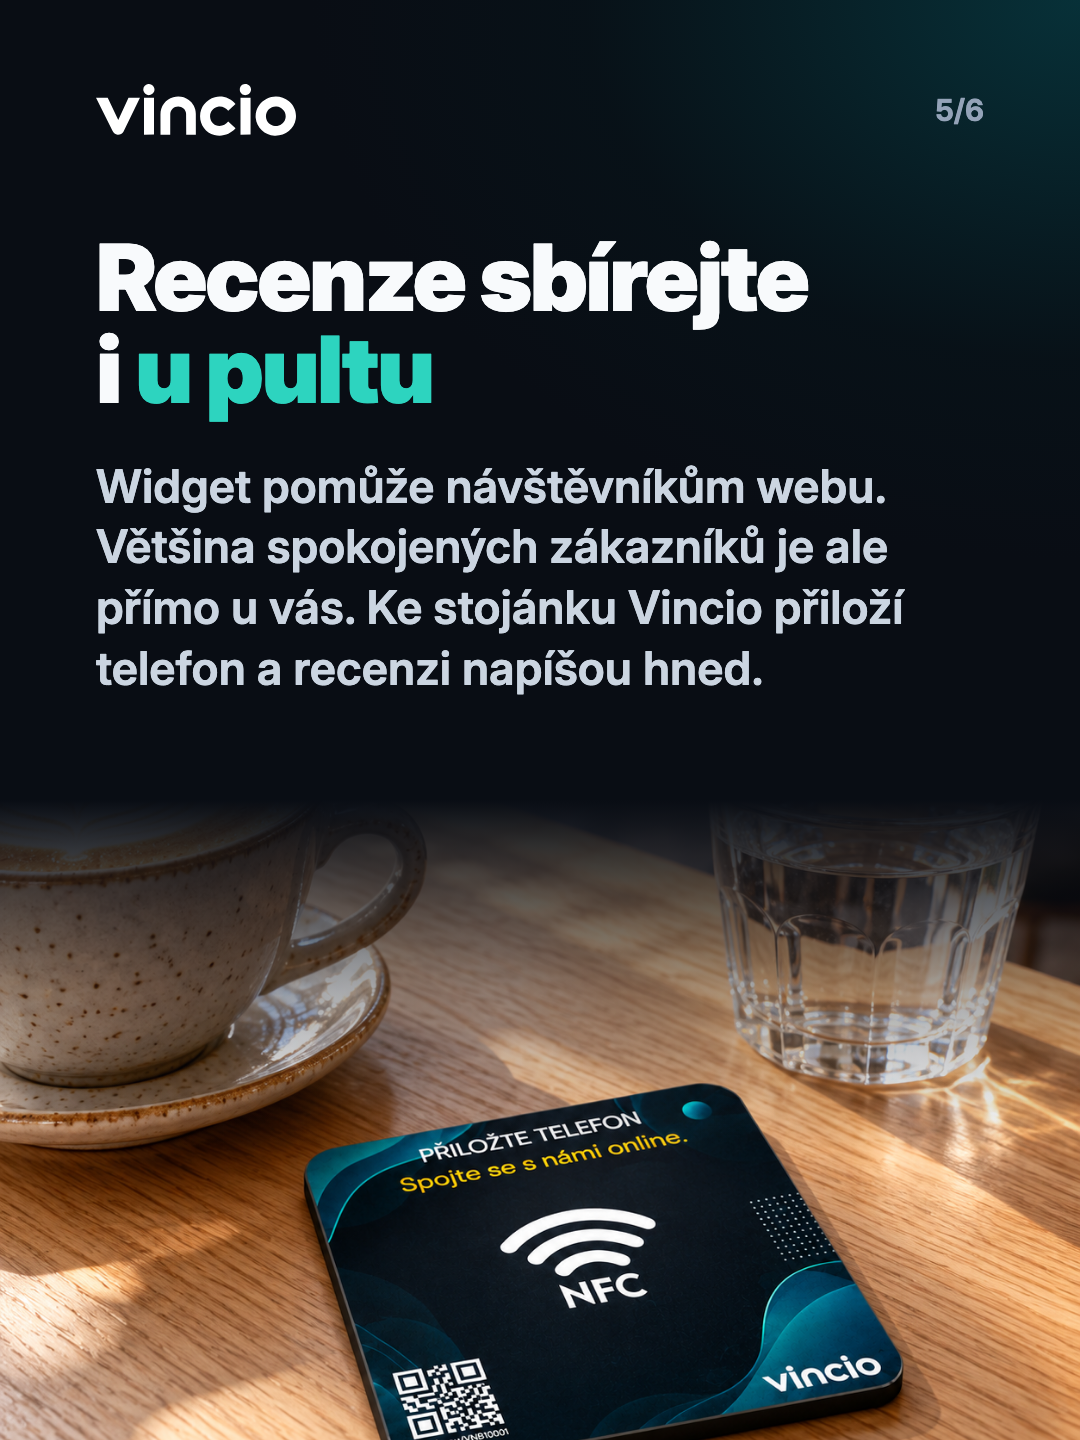 vincio
5/6
Recenze sbírejte
i u pultu
Widget pomůže návštěvníkům webu.
Většina spokojených zákazníků je ale
přímo u vás. Ke stojánku Vincio přiloží
telefon a recenzi napíšou hned.
PŘILOŽTE TELEFON
Spojte se s námi online.
NFC
vincio